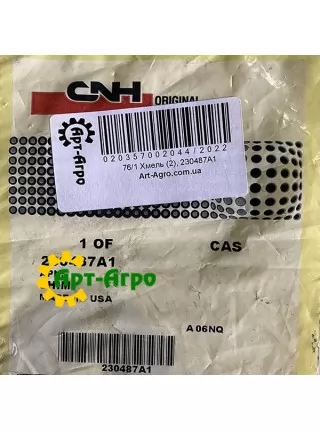 CNH
ORIGINAL
Арт-Агро
020357002044/2022
76/1 Хмель (2), 230487A1
Art-Agro.com.ua
1 OF
CAS
Арт-Агро
USA
A06NQ
230487A1